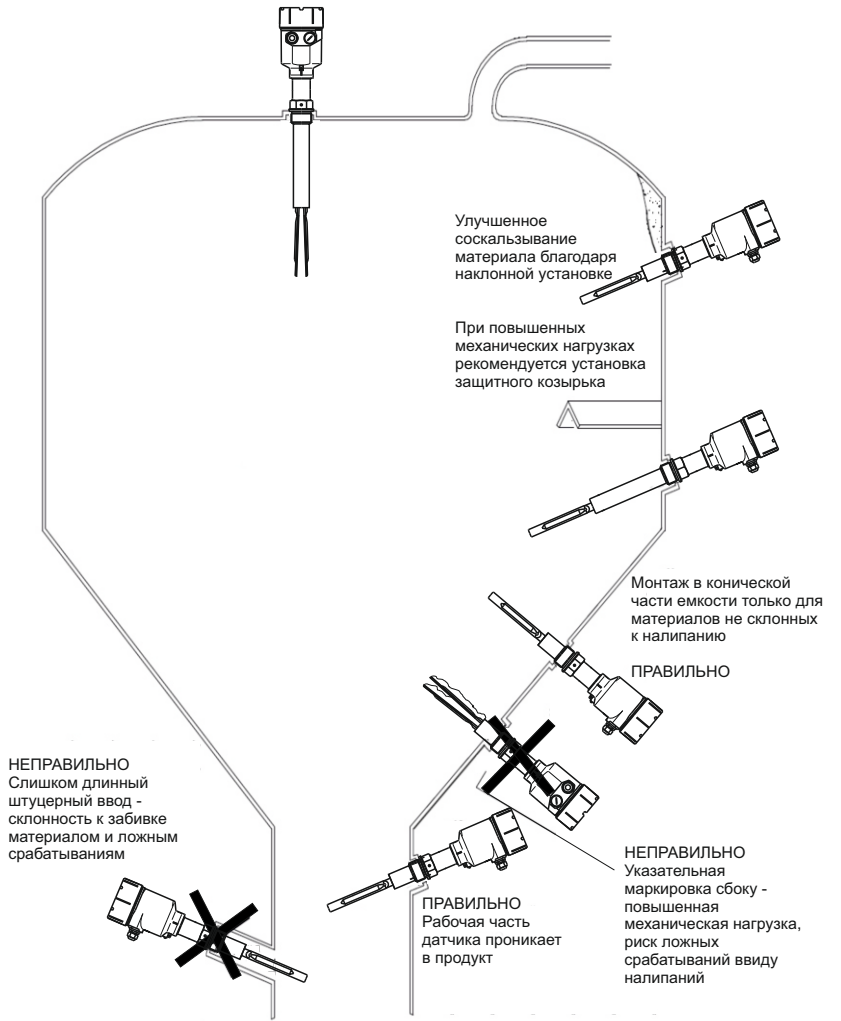 Улучшенное
соскальзывание
материала благодаря
наклонной установке
При повышенных
механических нагрузках
рекомендуется установка
защитного козырька
Монтаж в конической
части емкости только для
материалов не склонных
к налипанию
ПРАВИЛЬНО
НЕПРАВИЛЬНО
Слишком длинный
штуцерный ввод -
склонность к забивке
материалом и ложным
срабатываниям
ПРАВИЛЬНО
Рабочая часть
датчика проникает
в продукт
НЕПРАВИЛЬНО
Указательная
маркировка сбоку -
повышенная
механическая нагрузка,
риск ложных
срабатываний ввиду
налипаний